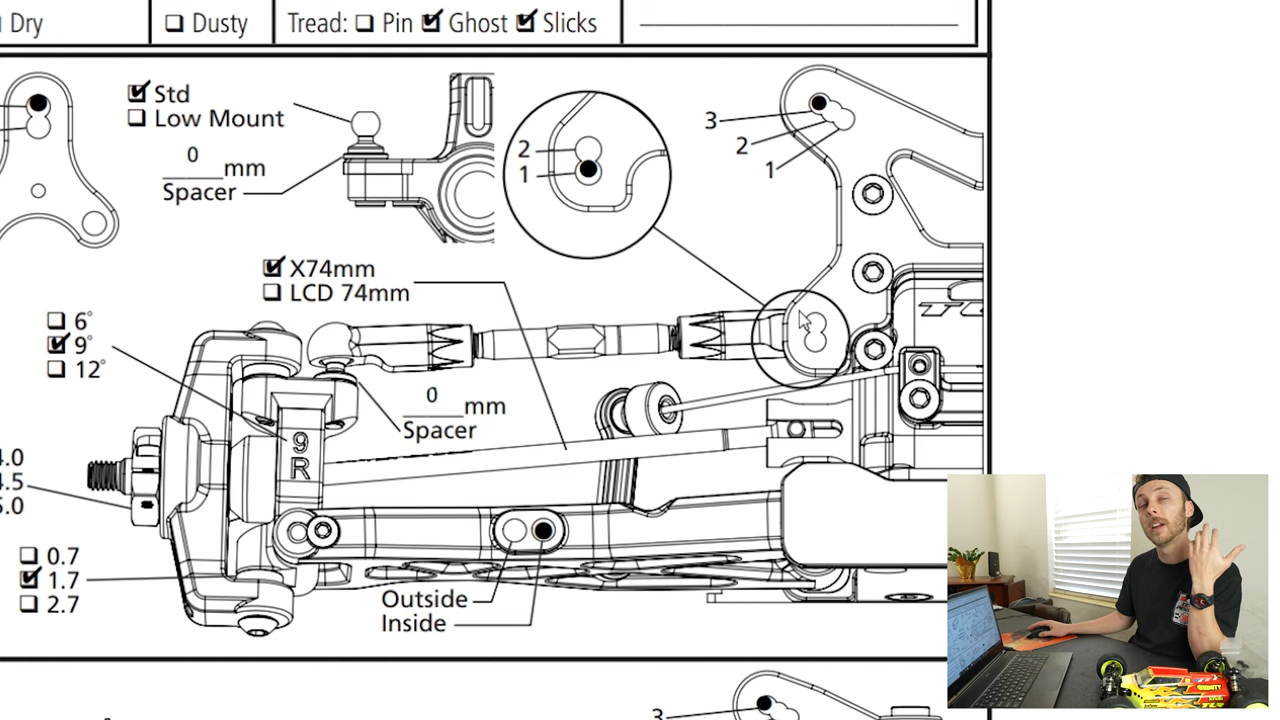 Dry
Dusty
Tread: Pin Ghost Slicks
Std
Low Mount
0
mm
Spacer
2
1
3
2
1
X74mm
LCD 74mm
6°
9°
12°
0
mm
Spacer
9
R
4.0
4.5
5.0
0.7
1.7
2.7
Outside
Inside
3